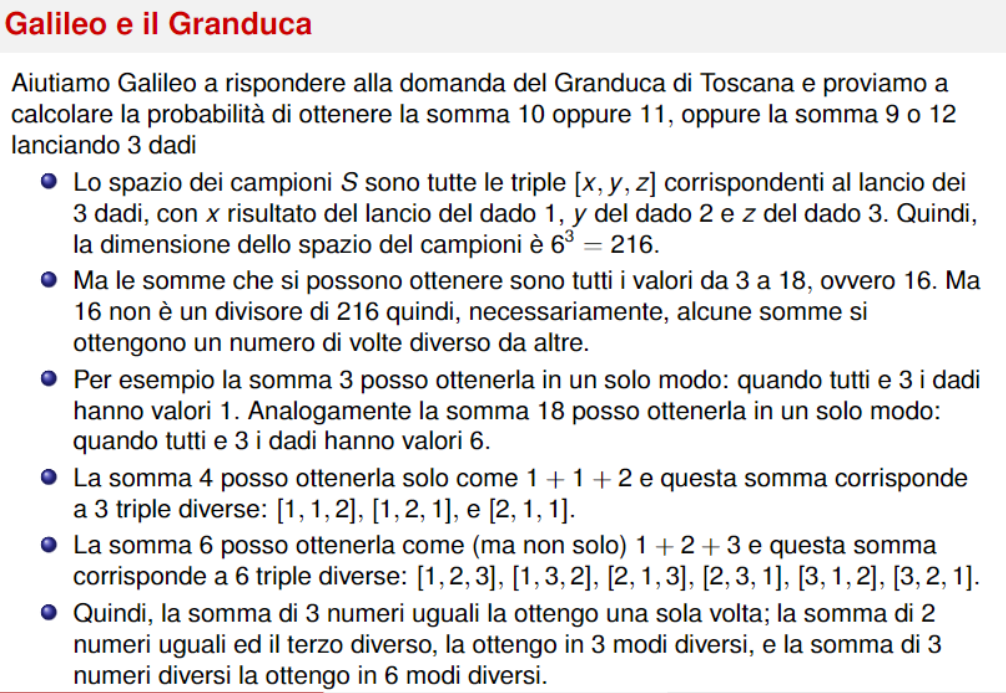 Galileo e il Granduca
Aiutiamo Galileo a rispondere alla domanda del Granduca di Toscana e proviamo a
calcolare la probabilità di ottenere la somma 10 oppure 11, oppure la somma 9 o 12
lanciando 3 dadi
Lo spazio dei campioni S sono tutte le triple [x, y, z] corrispondenti al lancio dei
3 dadi, con x risultato del lancio del dado 1, y del dado 2 e z del dado 3. Quindi,
la dimensione dello spazio del campioni è 6³ = 216.
Ma le somme che si possono ottenere sono tutti i valori da 3 a 18, ovvero 16. Ma
16 non è un divisore di 216 quindi, necessariamente, alcune somme si
ottengono un numero di volte diverso da altre.
Per esempio la somma 3 posso ottenerla in un solo modo: quando tutti e 3 i dadi
hanno valori 1. Analogamente la somma 18 posso ottenerla in un solo modo:
quando tutti e 3 i dadi hanno valori 6.
La somma 4 posso ottenerla solo come 1 + 1 + 2 e questa somma corrisponde
a 3 triple diverse: [1, 1, 2], [1, 2, 1], e [2, 1, 1].
La somma 6 posso ottenerla come (ma non solo) 1 + 2 + 3 e questa somma
corrisponde a 6 triple diverse: [1, 2, 3], [1, 3, 2], [2, 1, 3], [2, 3, 1], [3, 1, 2], [3, 2, 1].
Quindi, la somma di 3 numeri uguali la ottengo una sola volta; la somma di 2
numeri uguali ed il terzo diverso, la ottengo in 3 modi diversi, e la somma di 3
numeri diversi la ottengo in 6 modi diversi.